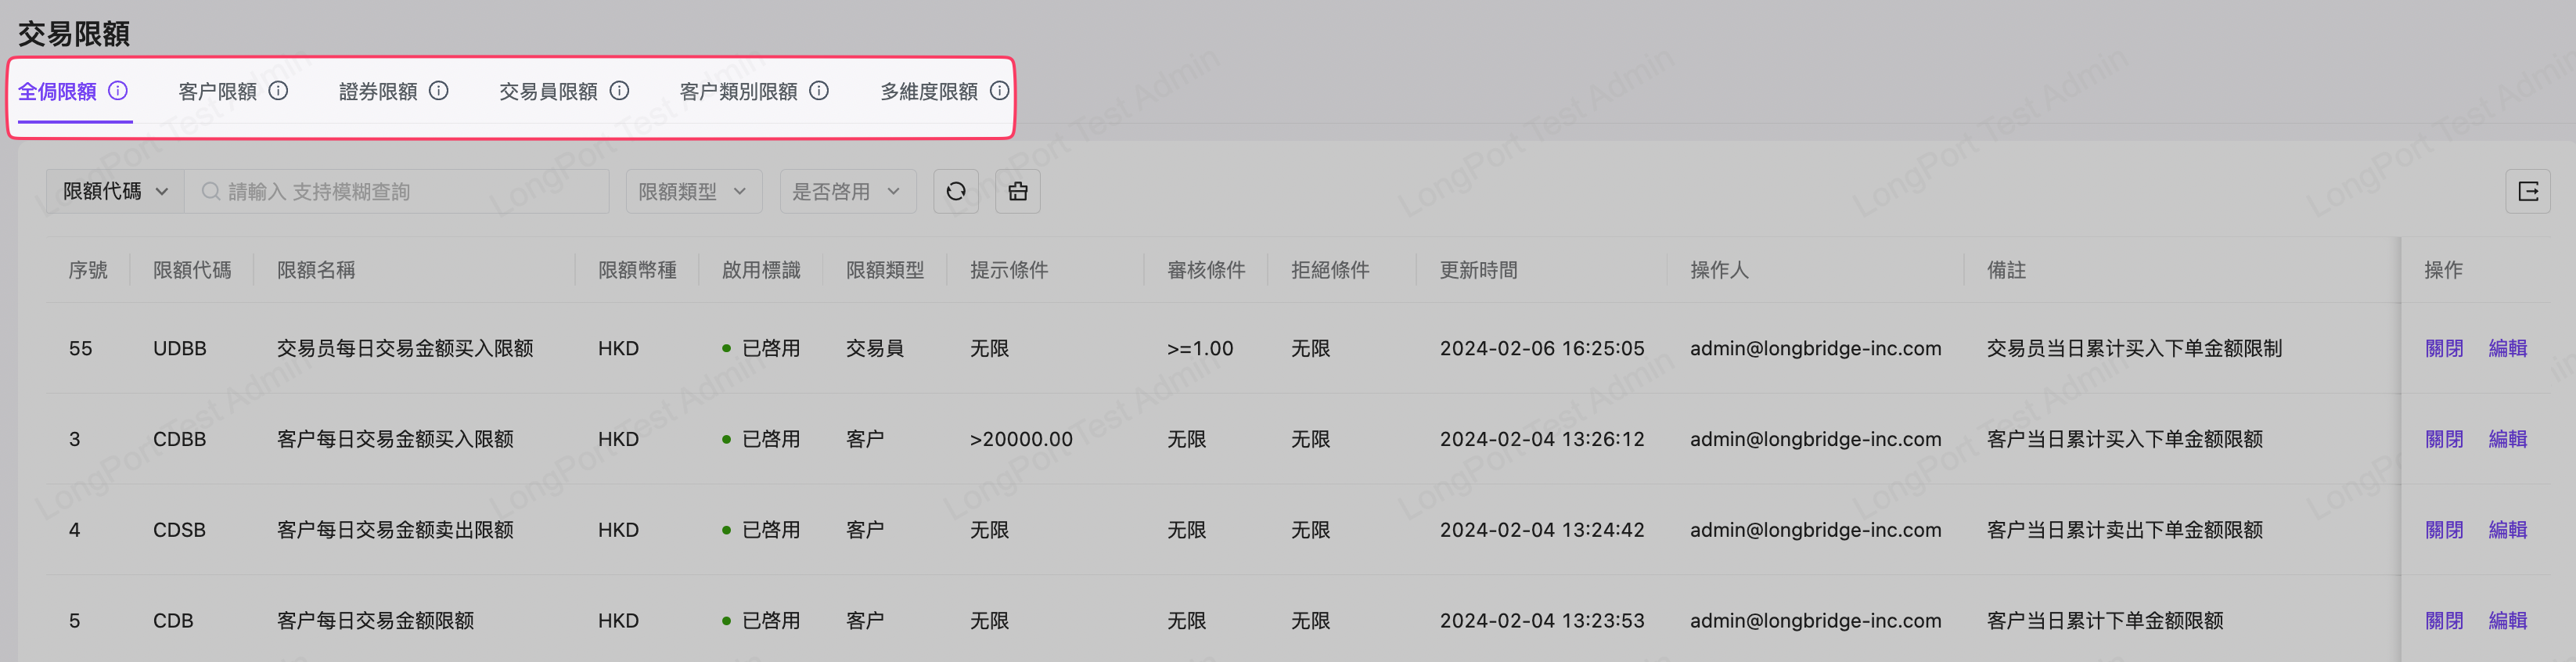 交易限額
全侷限額 客户限額 證券限額 交易員限額 客户類別限額 多維度限額
限額代碼 請輸入 支持模糊查詢 限額類型 是否啓用
序號 限額代碼 限額名稱 限額幣種 啟用標識 限額類型 提示條件 審核條件 拒絕條件 更新時間 操作人 備註 操作
55 UDBB 交易员每日交易金额买入限额 HKD 已啓用 交易員 无限 >=1.00 无限 2024-02-06 16:25:05 admin@longbridge-inc.com 交易员当日累计买入下单金额限制 關閉 編輯
3 CDBB 客户每日交易金额买入限额 HKD 已啓用 客户 >20000.00 无限 无限 2024-02-04 13:26:12 admin@longbridge-inc.com 客户当日累计买入下单金额限额 關閉 編輯
4 CDSB 客户每日交易金额卖出限额 HKD 已啓用 客户 无限 无限 无限 2024-02-04 13:24:42 admin@longbridge-inc.com 客户当日累计卖出下单金额限额 關閉 編輯
5 CDB 客户每日交易金额限额 HKD 已啓用 客户 无限 无限 无限 2024-02-04 13:23:53 admin@longbridge-inc.com 客户当日累计下单金额限额 關閉 編輯
LongPort Test Admin